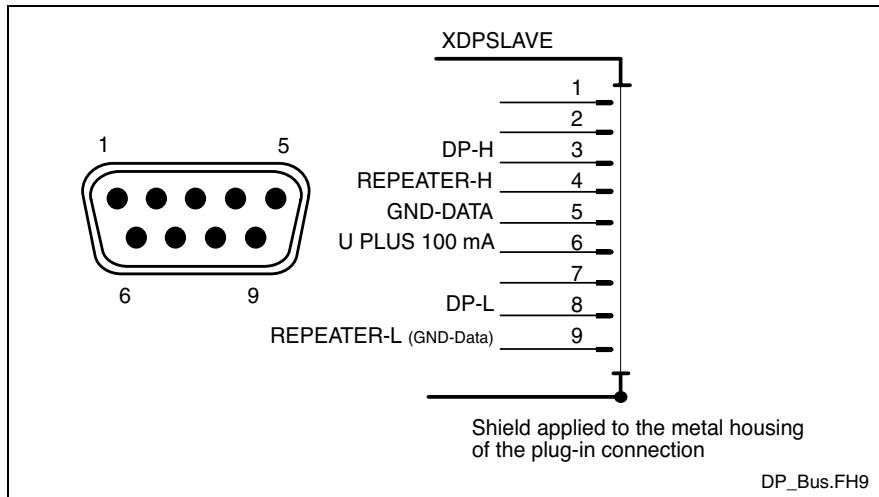 XDPSLAVE
1
2
1 5
DP-H 3
REPEATER-H 4
GND-DATA 5
U PLUS 100 mA 6
7
6 9
DP-L 8
REPEATER-L (GND-Data) 9
Shield applied to the metal housing
of the plug-in connection
DP_Bus.FH9